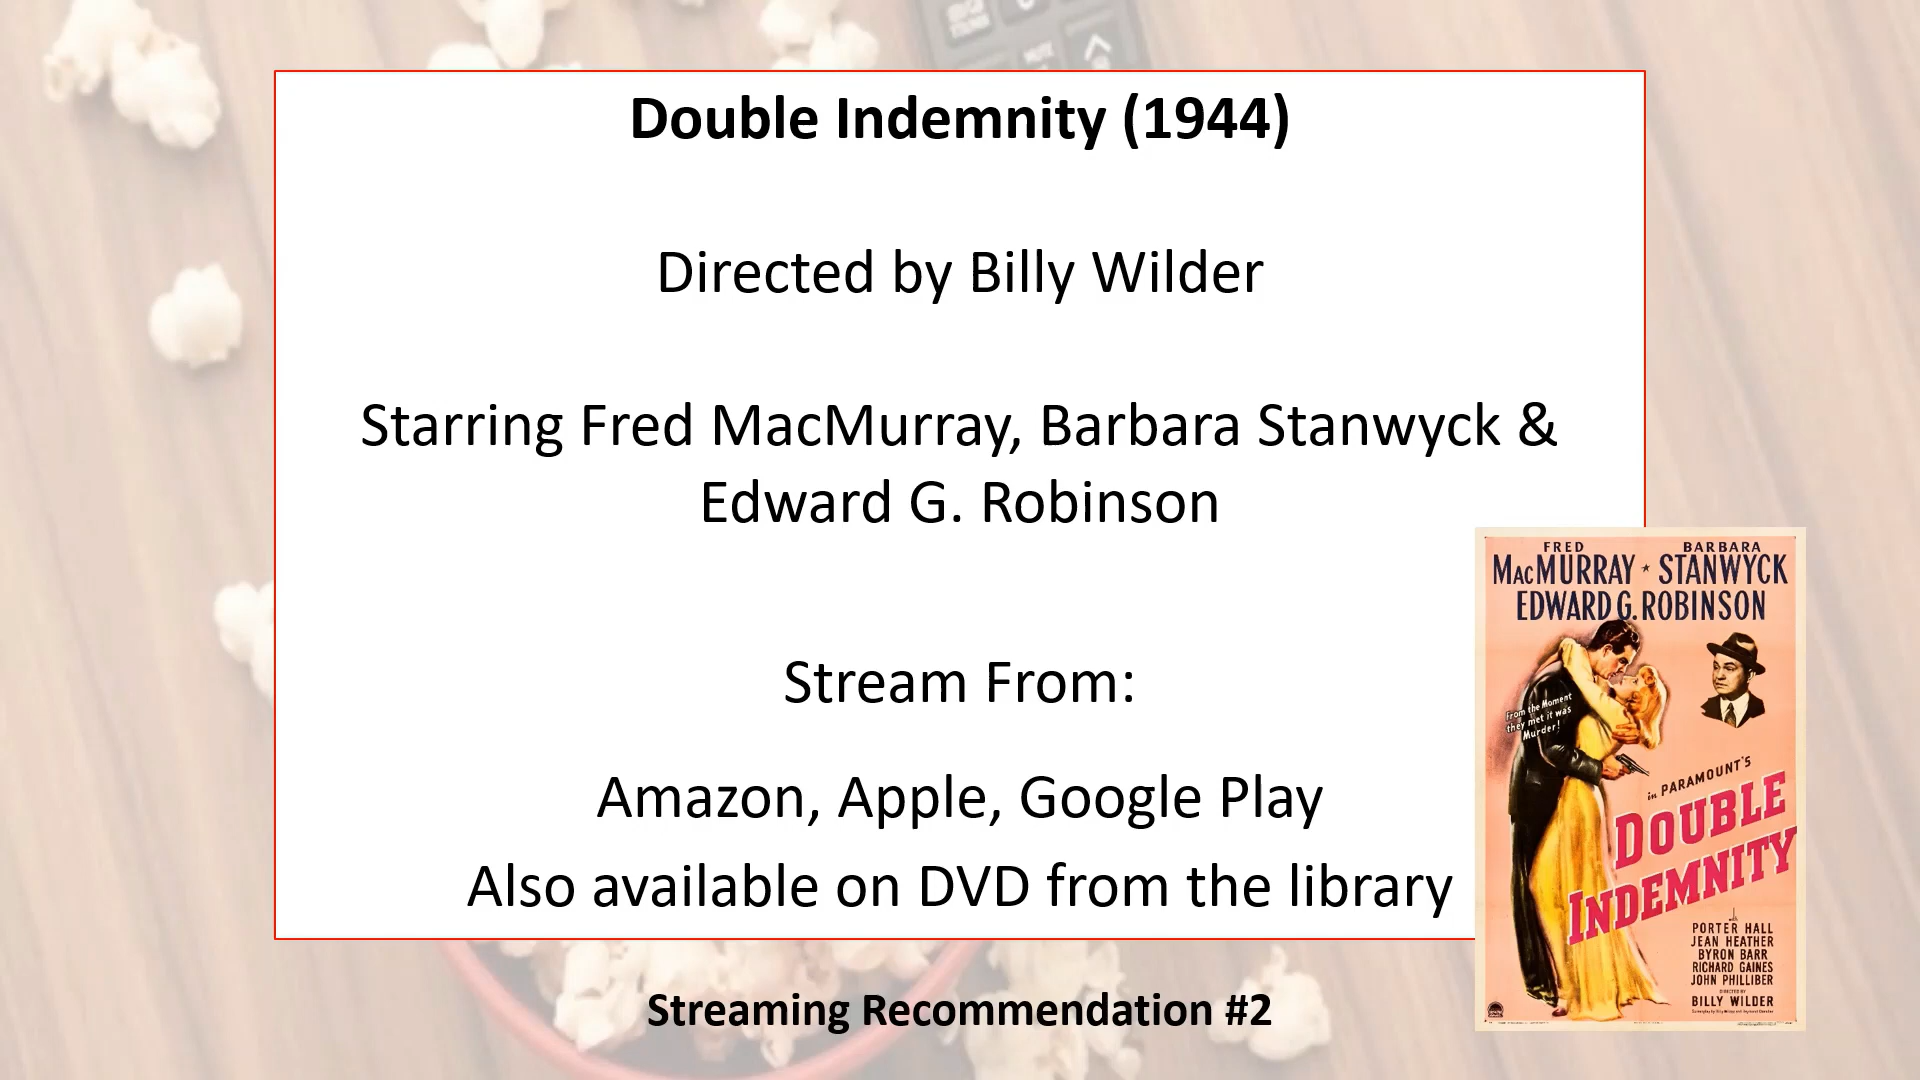 Double Indemnity (1944)
Directed by Billy Wilder
Starring Fred MacMurray, Barbara Stanwyck &
Edward G. Robinson
Stream From:
Amazon, Apple, Google Play
Also available on DVD from the library
Streaming Recommendation #2
FRED BARBARA
MACMURRAY ★ STANWYCK
EDWARD G. ROBINSON
From the Moment
they met it was
Murder!
in PARAMOUNT'S
DOUBLE
INDEMNITY
with
PORTER HALL
JEAN HEATHER
BYRON BARR
RICHARD GAINES
JOHN PHILLIBER
DIRECTED BY
BILLY WILDER
MUTE